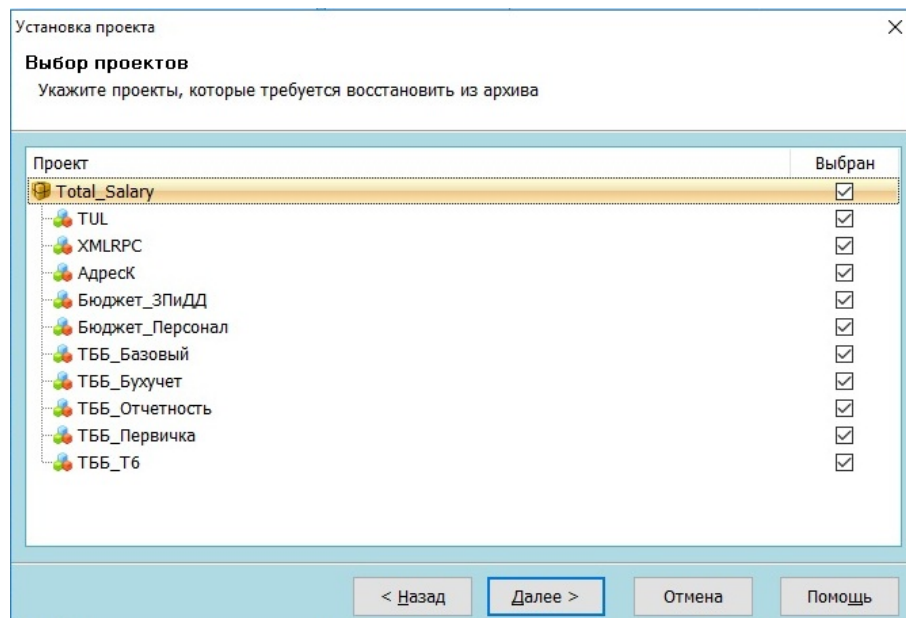 Установка проекта
Выбор проектов
Укажите проекты, которые требуется восстановить из архива
Проект Выбран
Total_Salary
TUL
XMLRPC
АдресК
Бюджет_ЗПиДД
Бюджет_Персонал
ТББ_Базовый
ТББ_Бухучет
ТББ_Отчетность
ТББ_Первичка
ТББ_Т6
< Назад Далее > Отмена Помощь